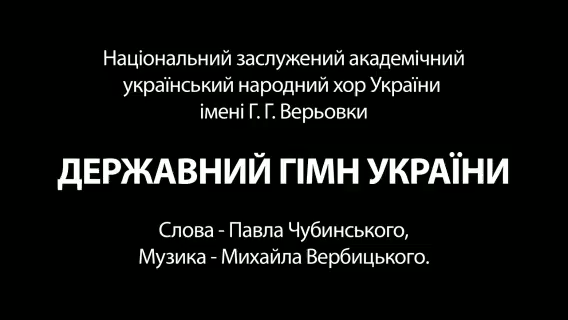 Національний заслужений академічний
український народний хор України
імені Г. Г. Верьовки
ДЕРЖАВНИЙ ГІМН УКРАЇНИ
Слова - Павла Чубинського,
Музика - Михайла Вербицького.